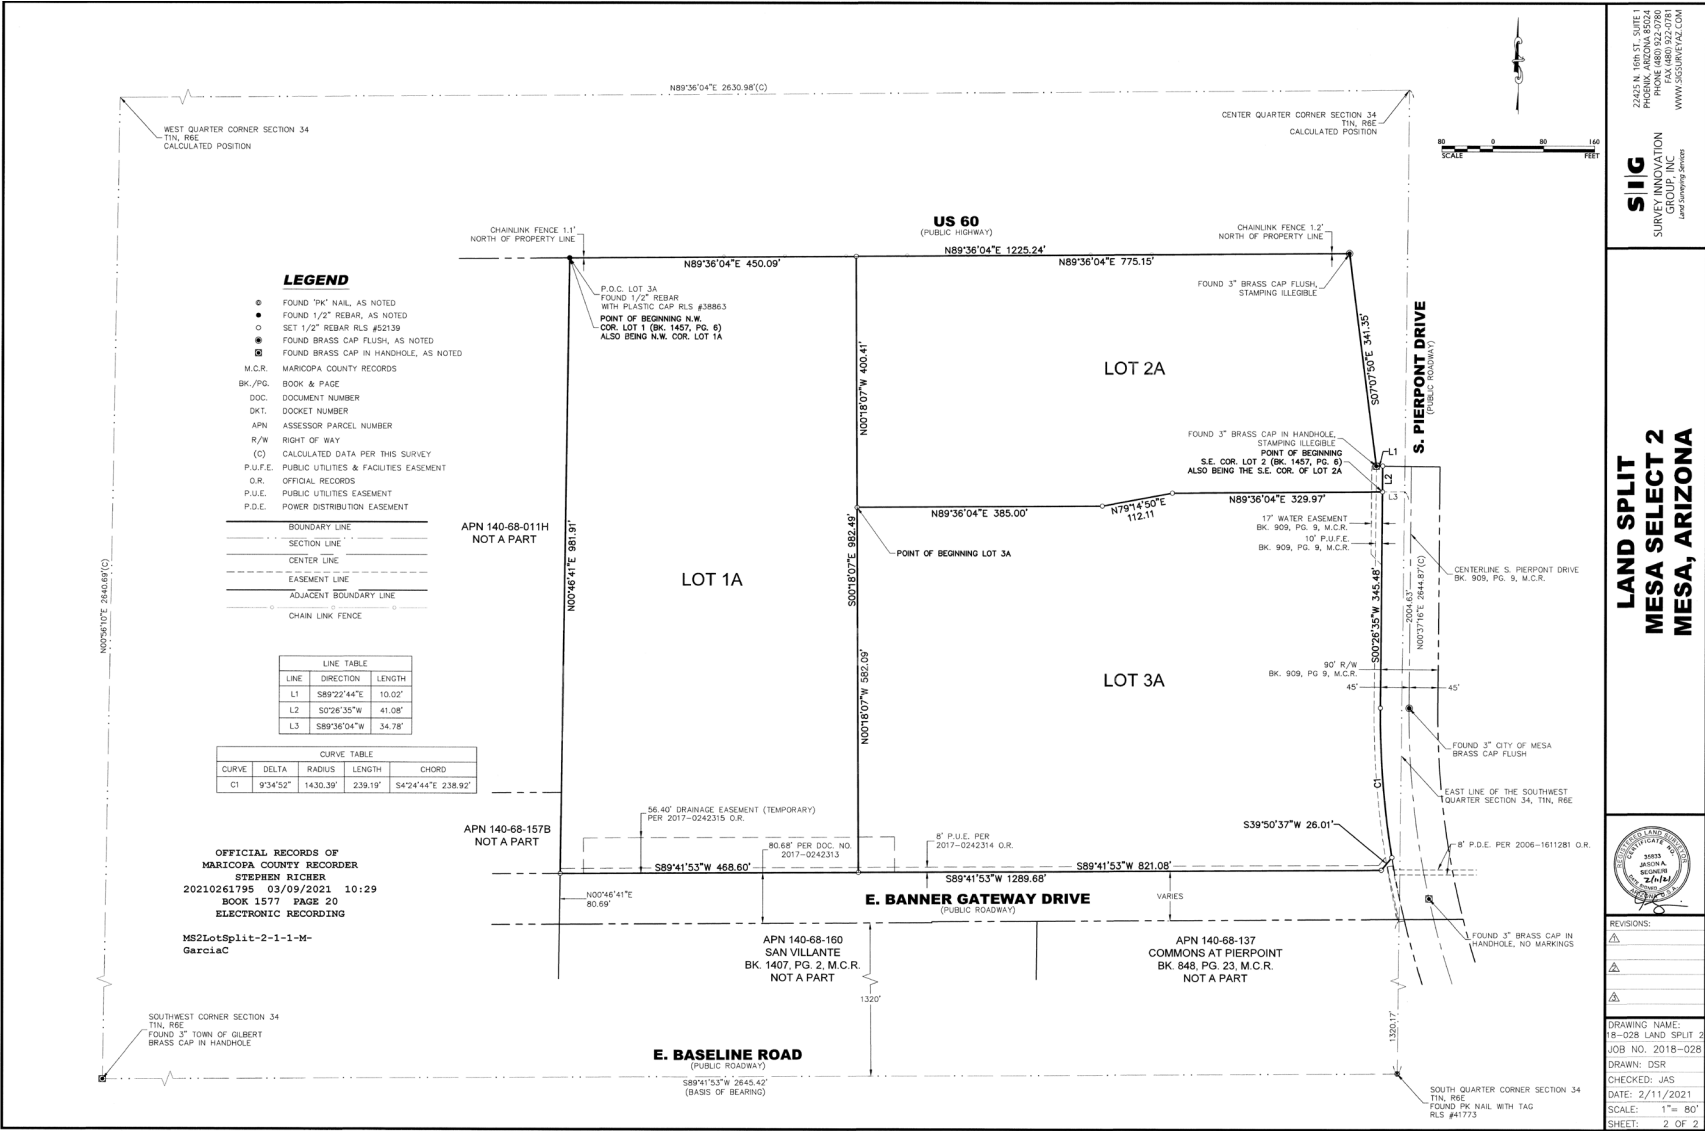 N89°36'04"E 2630.98'(C)
WEST QUARTER CORNER SECTION 34
T1N, R6E
CALCULATED POSITION
CENTER QUARTER CORNER SECTION 34
T1N, R6E
CALCULATED POSITION
80 0 80 160
SCALE FEET
US 60
(PUBLIC HIGHWAY)
CHAINLINK FENCE 1.1'
NORTH OF PROPERTY LINE
CHAINLINK FENCE 1.2'
NORTH OF PROPERTY LINE
N89°36'04"E 1225.24'
N89°36'04"E 450.09'
N89°36'04"E 775.15'
P.O.C. LOT 3A
FOUND 1/2" REBAR
WITH PLASTIC CAP RLS #38863
POINT OF BEGINNING N.W.
COR. LOT 1 (BK. 1457, PG. 6)
ALSO BEING N.W. COR. LOT 1A
FOUND 3" BRASS CAP FLUSH,
STAMPING ILLEGIBLE
LEGEND
FOUND 'PK' NAIL, AS NOTED
FOUND 1/2" REBAR, AS NOTED
SET 1/2" REBAR RLS #52139
FOUND BRASS CAP FLUSH, AS NOTED
FOUND BRASS CAP IN HANDHOLE, AS NOTED
M.C.R. MARICOPA COUNTY RECORDS
BK./PG. BOOK & PAGE
DOC. DOCUMENT NUMBER
DKT. DOCKET NUMBER
APN ASSESSOR PARCEL NUMBER
R/W RIGHT OF WAY
(C) CALCULATED DATA PER THIS SURVEY
P.U.F.E. PUBLIC UTILITIES & FACILITIES EASEMENT
O.R. OFFICIAL RECORDS
P.U.E. PUBLIC UTILITIES EASEMENT
P.D.E. POWER DISTRIBUTION EASEMENT
BOUNDARY LINE
SECTION LINE
CENTER LINE
EASEMENT LINE
ADJACENT BOUNDARY LINE
CHAIN LINK FENCE
LINE TABLE
LINE DIRECTION LENGTH
L1 S89°22'44"E 10.02'
L2 S0°26'35"W 41.08'
L3 S89°36'04"W 34.78'
CURVE TABLE
CURVE DELTA RADIUS LENGTH CHORD
C1 9°34'52" 1430.39' 239.19' S4°24'44"E 238.92'
N00°56'10"E 2640.69'(C)
OFFICIAL RECORDS OF
MARICOPA COUNTY RECORDER
STEPHEN RICHER
20210261795 03/09/2021 10:29
BOOK 1577 PAGE 20
ELECTRONIC RECORDING
MS2LotSplit-2-1-1-M-
GarciaC
APN 140-68-011H
NOT A PART
APN 140-68-157B
NOT A PART
N00°46'41"E 981.91'
LOT 1A
S00°18'07"E 982.49'
N00°18'07"W 400.41'
N00°18'07"W 582.09'
LOT 2A
LOT 3A
S07°07'50"E 341.35'
S. PIERPONT DRIVE
(PUBLIC ROADWAY)
FOUND 3" BRASS CAP IN HANDHOLE,
STAMPING ILLEGIBLE
POINT OF BEGINNING
S.E. COR. LOT 2 (BK. 1457, PG. 6)
ALSO BEING THE S.E. COR. OF LOT 2A
L1
L2
L3
N89°36'04"E 385.00'
N79°14'50"E
112.11
N89°36'04"E 329.97'
POINT OF BEGINNING LOT 3A
17' WATER EASEMENT
BK. 909, PG. 9, M.C.R.
10' P.U.F.E.
BK. 909, PG. 9, M.C.R.
CENTERLINE S. PIERPONT DRIVE
BK. 909, PG. 9, M.C.R.
S00°26'35"W 345.48'
2004.63'
N00°37'16"E 2644.87'(C)
90' R/W
BK. 909, PG 9, M.C.R.
45'
45'
FOUND 3" CITY OF MESA
BRASS CAP FLUSH
C1
EAST LINE OF THE SOUTHWEST
QUARTER SECTION 34, T1N, R6E
S39°50'37"W 26.01'
8' P.D.E. PER 2006-1611281 O.R.
56.40' DRAINAGE EASEMENT (TEMPORARY)
PER 2017-0242315 O.R.
80.68' PER DOC. NO.
2017-0242313
8' P.U.E. PER
2017-0242314 O.R.
S89°41'53"W 468.60'
S89°41'53"W 821.08'
S89°41'53"W 1289.68'
E. BANNER GATEWAY DRIVE
(PUBLIC ROADWAY)
VARIES
N00°46'41"E
80.69'
FOUND 3" BRASS CAP IN
HANDHOLE, NO MARKINGS
APN 140-68-160
SAN VILLANTE
BK. 1407, PG. 2, M.C.R.
NOT A PART
APN 140-68-137
COMMONS AT PIERPOINT
BK. 848, PG. 23, M.C.R.
NOT A PART
1320'
1320.17'
SOUTHWEST CORNER SECTION 34
T1N, R6E
FOUND 3" TOWN OF GILBERT
BRASS CAP IN HANDHOLE
E. BASELINE ROAD
(PUBLIC ROADWAY)
S89°41'53"W 2645.42'
(BASIS OF BEARING)
SOUTH QUARTER CORNER SECTION 34
T1N, R6E
FOUND PK NAIL WITH TAG
RLS #41773
22425 N. 16th ST., SUITE 1
PHOENIX, ARIZONA 85024
PHONE (480) 922-0780
FAX (480) 922-0781
WWW.SIGSURVEYAZ.COM
S|I|G
SURVEY INNOVATION
GROUP, INC
Land Surveying Services
LAND SPLIT
MESA SELECT 2
MESA, ARIZONA
REGISTERED LAND SURVEYOR
CERTIFICATE NO.
35833
JASON A.
SEGNERI
2/11/21
DATE SIGNED
ARIZONA U.S.A.
REVISIONS:
1
2
3
DRAWING NAME:
18-028 LAND SPLIT 2
JOB NO. 2018-028
DRAWN: DSR
CHECKED: JAS
DATE: 2/11/2021
SCALE: 1"= 80'
SHEET: 2 OF 2